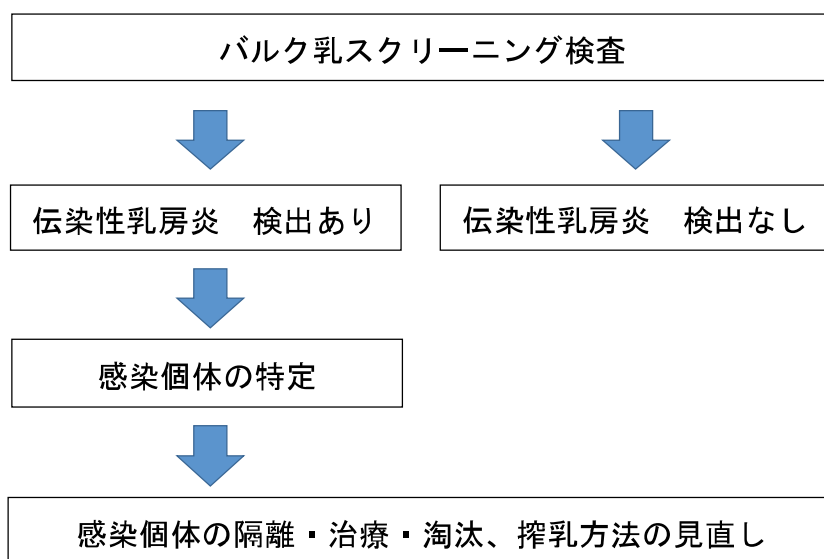 バルク乳スクリーニング検査
伝染性乳房炎　検出あり
伝染性乳房炎　検出なし
感染個体の特定
感染個体の隔離・治療・淘汰、搾乳方法の見直し